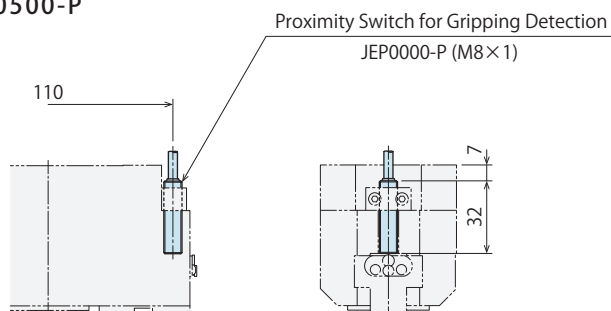 0500-P
Proximity Switch for Gripping Detection
JEP0000-P (M8×1)
110
7
32